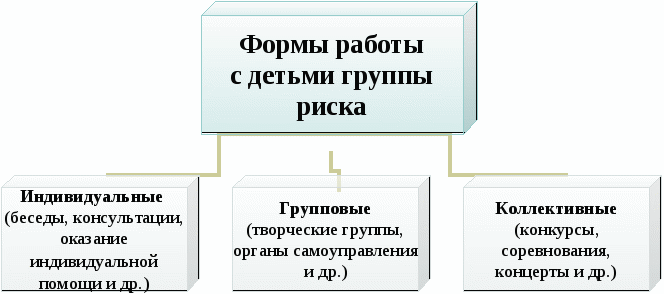 Формы работы
с детьми группы
риска
Индивидуальные
(беседы, консультации,
оказание
индивидуальной
помощи и др.)
Групповые
(творческие группы,
органы самоуправления
и др.)
Коллективные
(конкурсы,
соревнования,
концерты и др.)